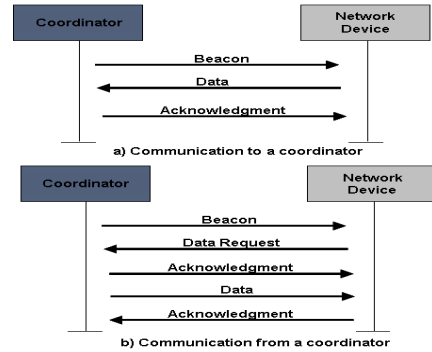 Coordinator
Network
Device
Beacon
Data
Acknowledgment
a) Communication to a coordinator
Coordinator
Network
Device
Beacon
Data Request
Acknowledgment
Data
Acknowledgment
b) Communication from a coordinator